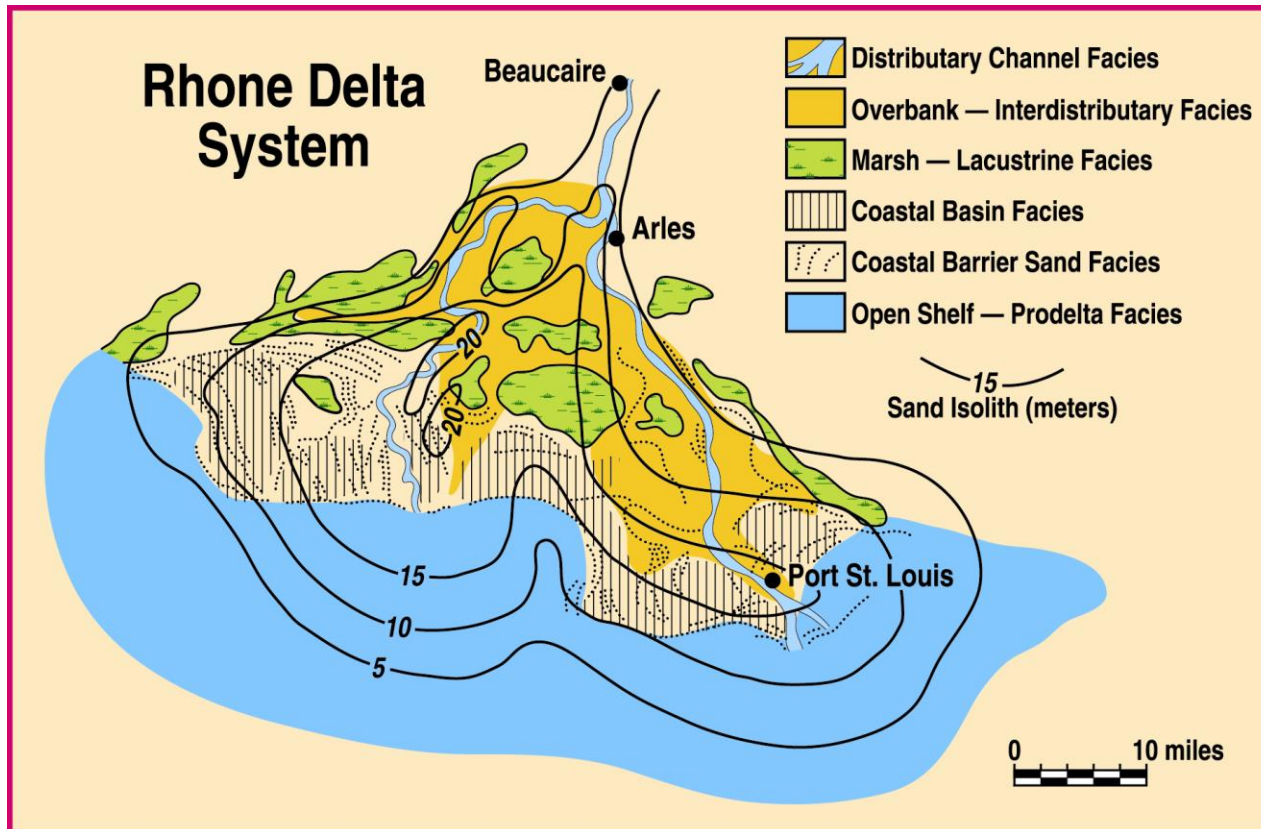 Rhone Delta
System
Beaucaire
Arles
Port St. Louis
20
20
15
10
5
Distributary Channel Facies
Overbank — Interdistributary Facies
Marsh — Lacustrine Facies
Coastal Basin Facies
Coastal Barrier Sand Facies
Open Shelf — Prodelta Facies
15
Sand Isolith (meters)
0 10 miles